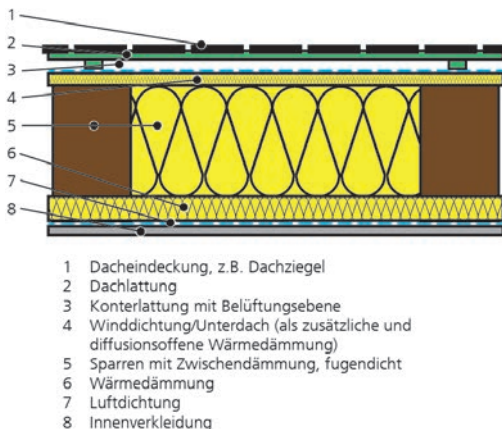 1
2
3
4
5
6
7
8
1 Dacheindeckung, z.B. Dachziegel
2 Dachlattung
3 Konterlattung mit Belüftungsebene
4 Winddichtung/Unterdach (als zusätzliche und
diffusionsoffene Wärmedämmung)
5 Sparren mit Zwischendämmung, fugendicht
6 Wärmedämmung
7 Luftdichtung
8 Innenverkleidung